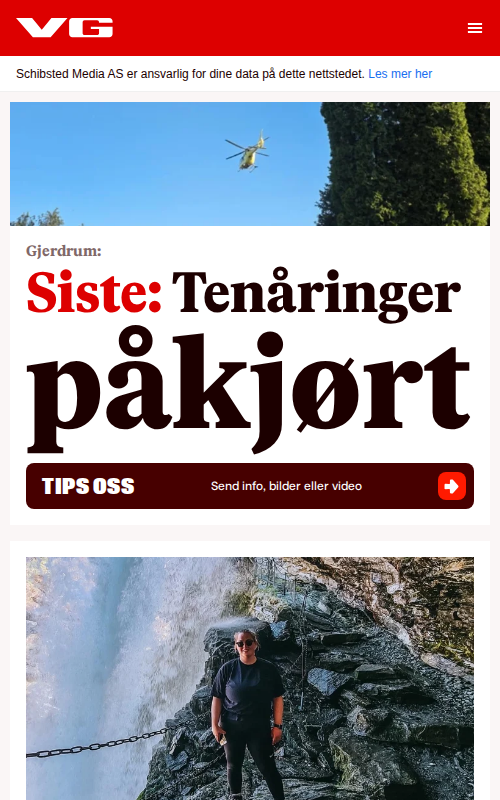 VG
Schibsted Media AS er ansvarlig for dine data på dette nettstedet. Les mer her
Gjerdrum:
Siste: Tenåringer
påkjørt
TIPS OSS
Send info, bilder eller video